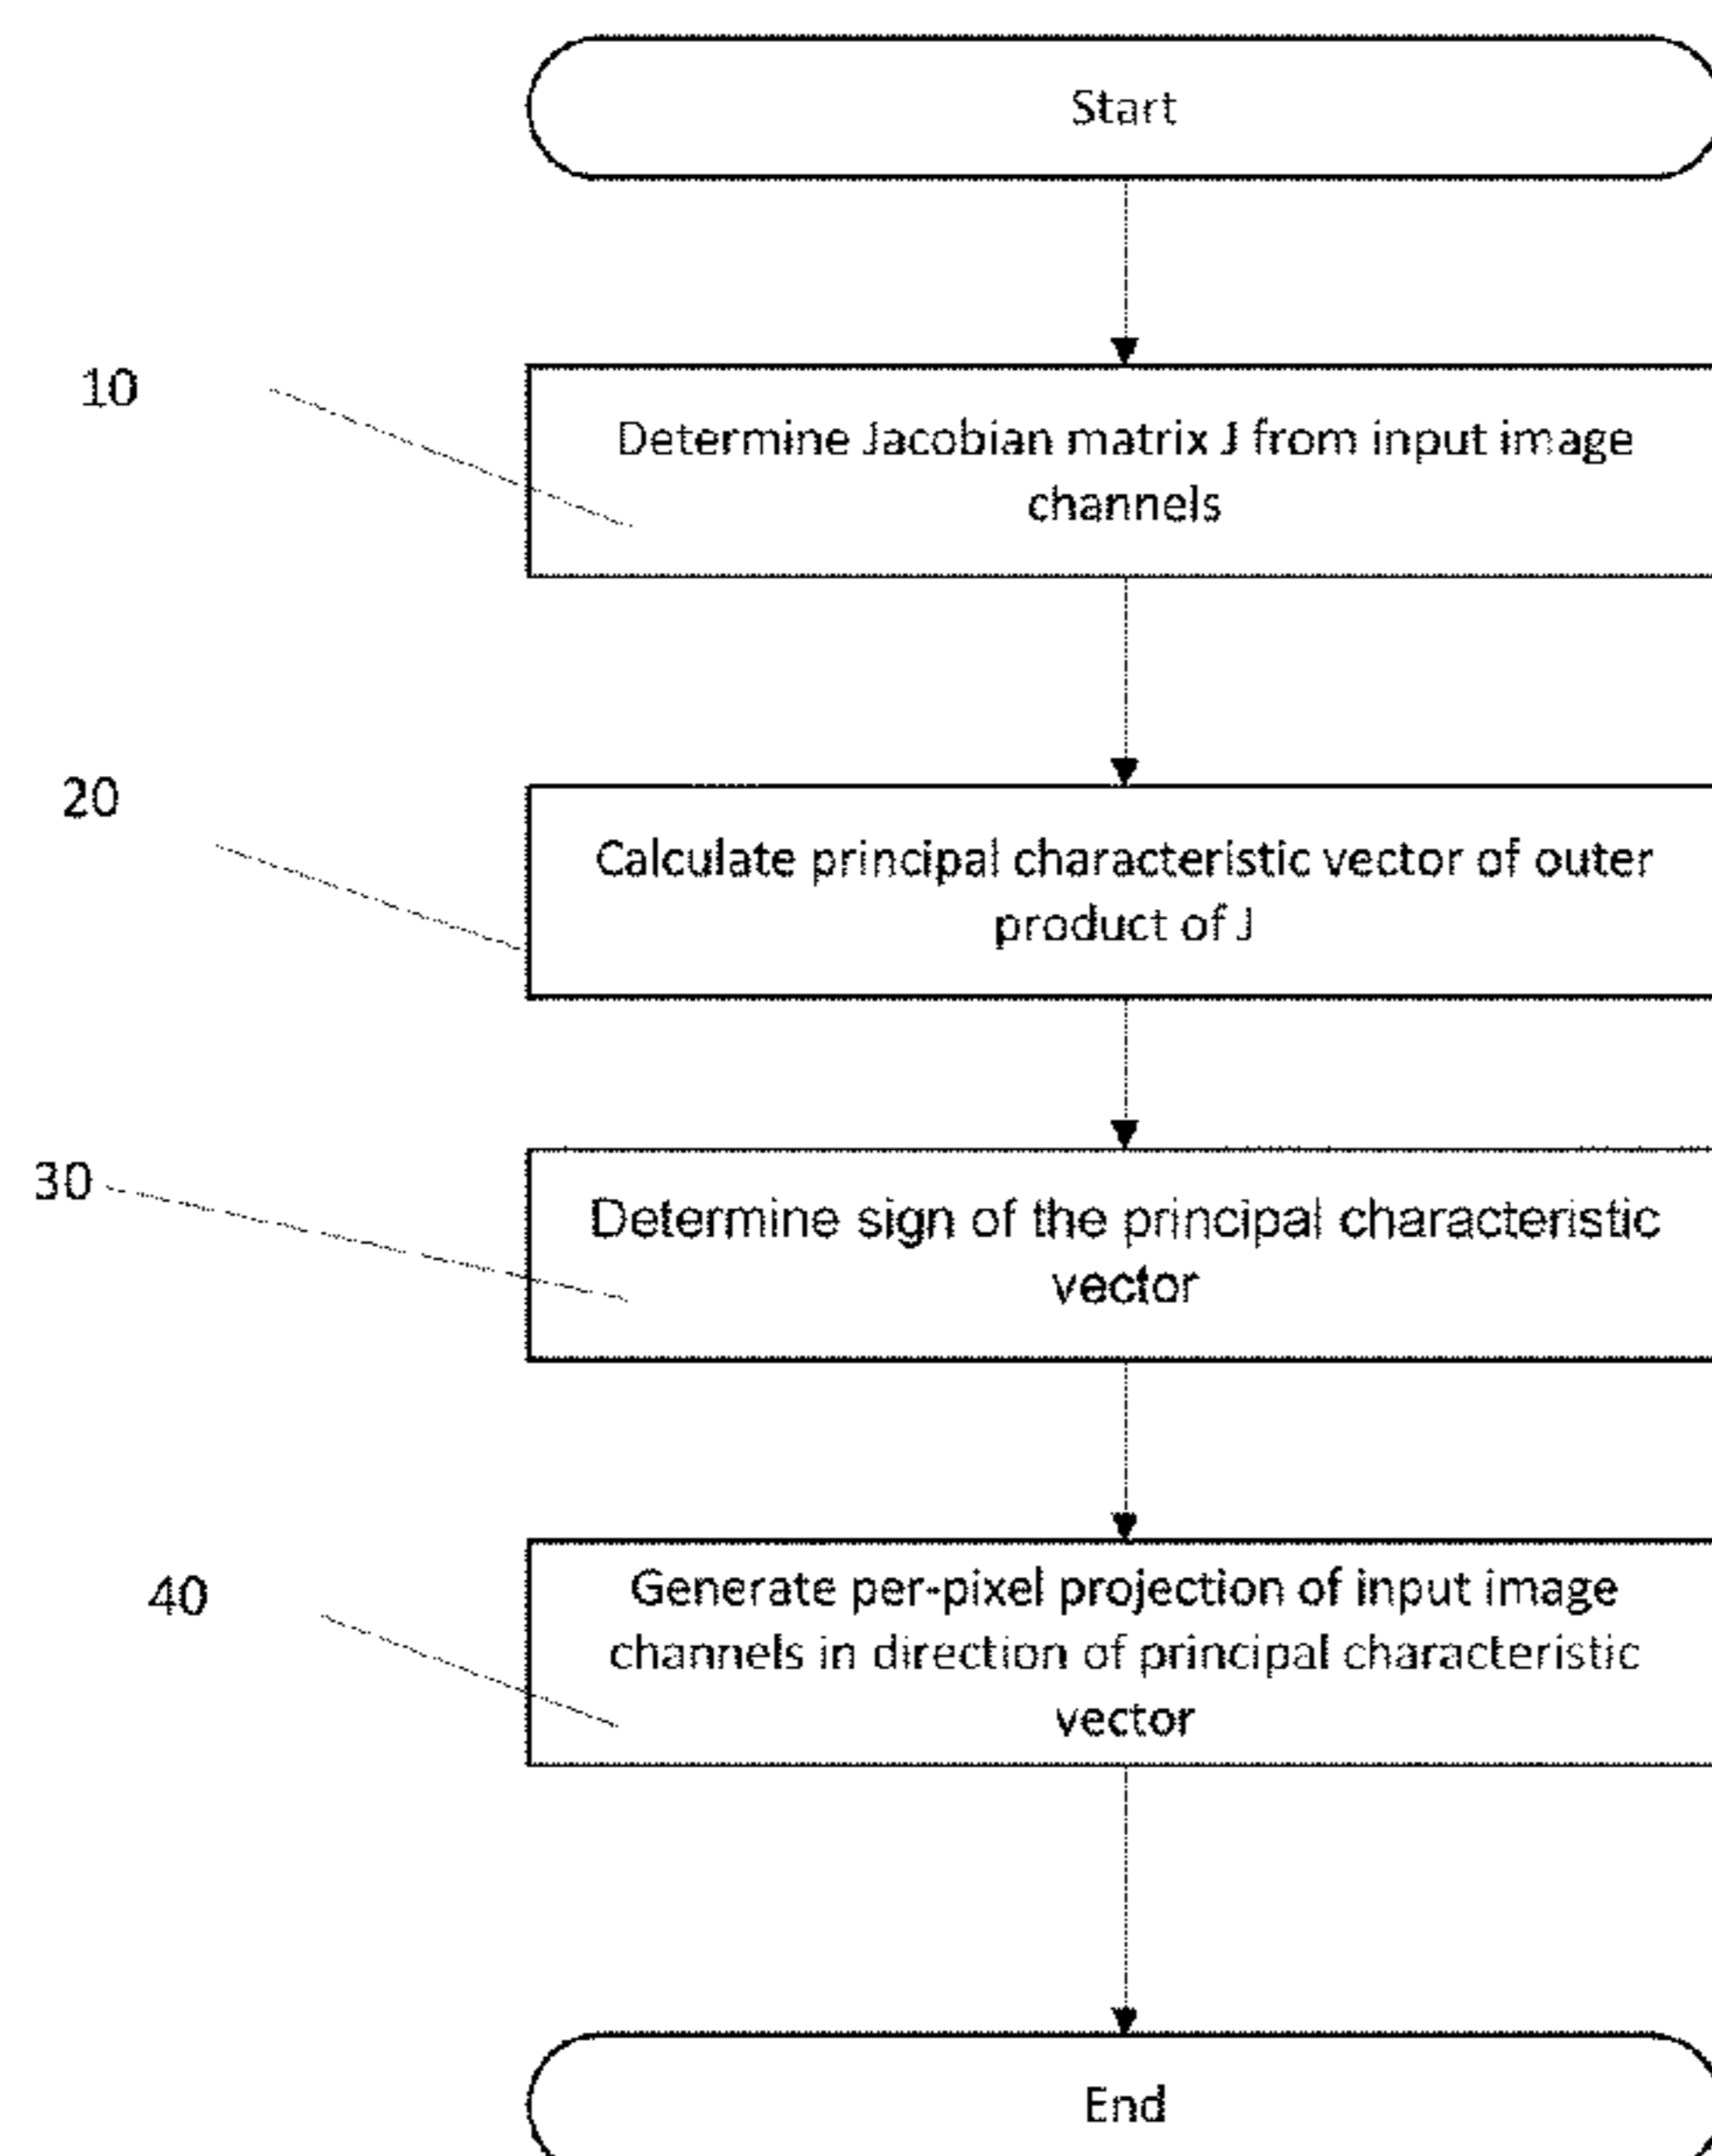 Start
10
Determine Jacobian matrix J from input image
channels
20
Calculate principal characteristic vector of outer
product of J
30
Determine sign of the principal characteristic
vector
40
Generate per-pixel projection of input image
channels in direction of principal characteristic
vector
End